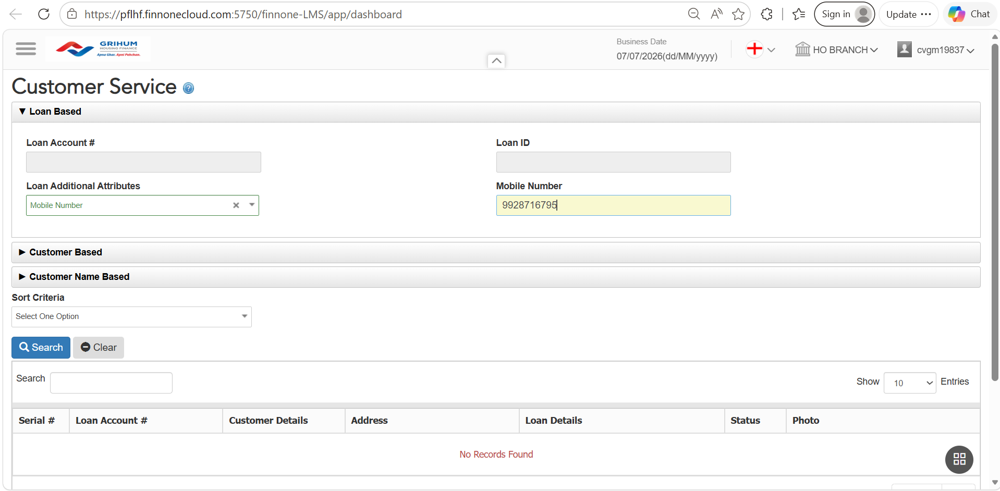 https://pflhf.finnonecloud.com:5750/finnone-LMS/app/dashboard
Sign in
Update
Chat
GRIHUM
HOUSING FINANCE
Apna Ghar. Apni Pehchan.
Business Date
07/07/2026(dd/MM/yyyy)
HO BRANCH
cvgm19837
Customer Service ?
▼ Loan Based
Loan Account #
Loan ID
Loan Additional Attributes
Mobile Number
Mobile Number
9928716795
▶ Customer Based
▶ Customer Name Based
Sort Criteria
Select One Option
Search
Clear
Search
Show 10 Entries
Serial # Loan Account # Customer Details Address Loan Details Status Photo
No Records Found